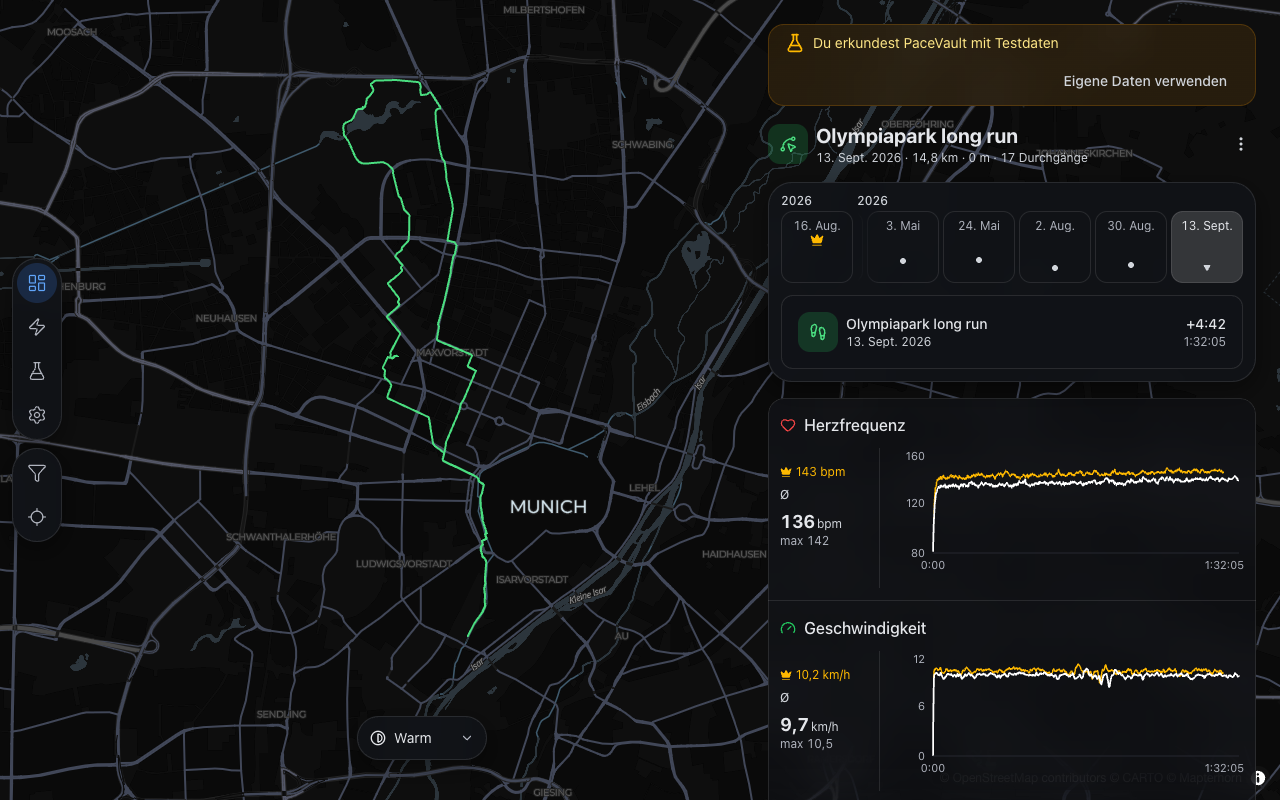 MILBERTSHOFEN
MOOSACH
SCHWABING
OBERFÖHRING
Isar
NEUHAUSEN
MAXVORSTADT
Eisbach
Isar
MUNICH
LEHEL
SCHWANTHALERHÖHE
LUDWIGSVORSTADT
ISARVORSTADT
HAIDHAUSEN
Kleine Isar
AU
Isar
SENDLING
GIESING
Warm
Du erkundest PaceVault mit Testdaten
Eigene Daten verwenden
Olympiapark long run
13. Sept. 2026 · 14,8 km · 0 m · 17 Durchgänge
2026 2026
16. Aug. 3. Mai 24. Mai 2. Aug. 30. Aug. 13. Sept.
Olympiapark long run +4:42
13. Sept. 2026 1:32:05
Herzfrequenz
143 bpm
Ø
136 bpm
max 142
160
120
80
0:00 1:32:05
Geschwindigkeit
10,2 km/h
Ø
9,7 km/h
max 10,5
12
6
0
0:00 1:32:05
© OpenStreetMap contributors © CARTO ©